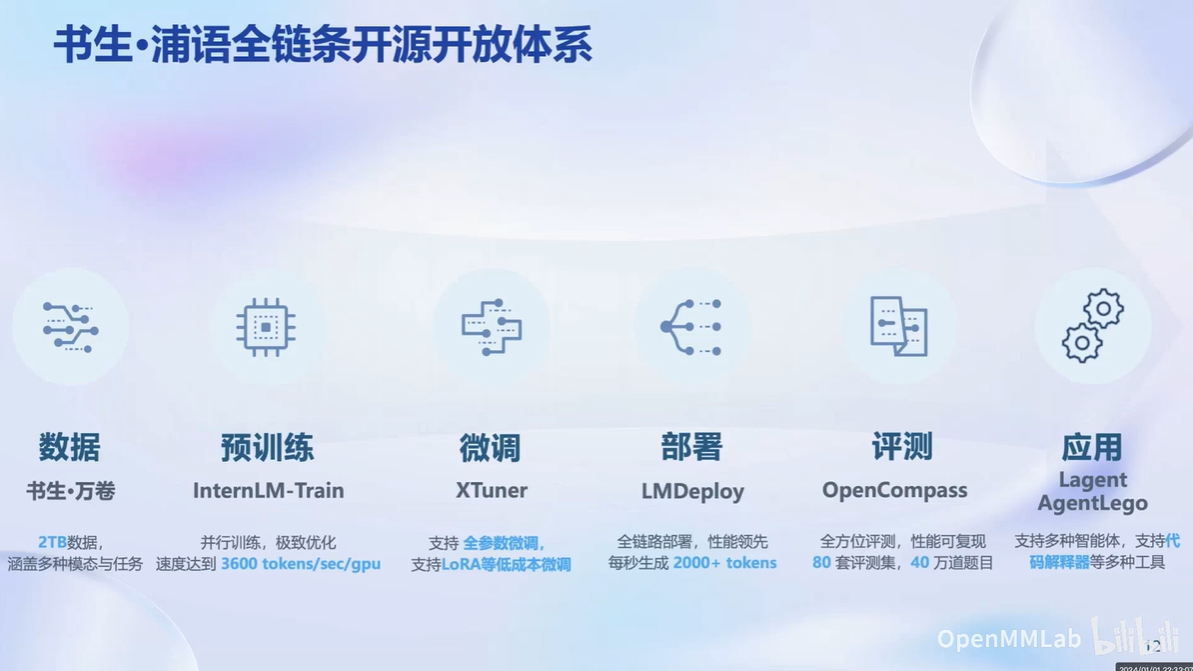 书生·浦语全链条开源开放体系
数据
书生·万卷
2TB数据，
涵盖多种模态与任务
预训练
InternLM-Train
并行训练，极致优化
速度达到 3600 tokens/sec/gpu
微调
XTuner
支持 全参数微调，
支持LoRA等低成本微调
部署
LMDeploy
全链路部署，性能领先
每秒生成 2000+ tokens
评测
OpenCompass
全方位评测，性能可复现
80 套评测集，40 万道题目
应用
Lagent
AgentLego
支持多种智能体，支持代
码解释器等多种工具
OpenMMLab bilibili
12
2024/01/01 22:32:07